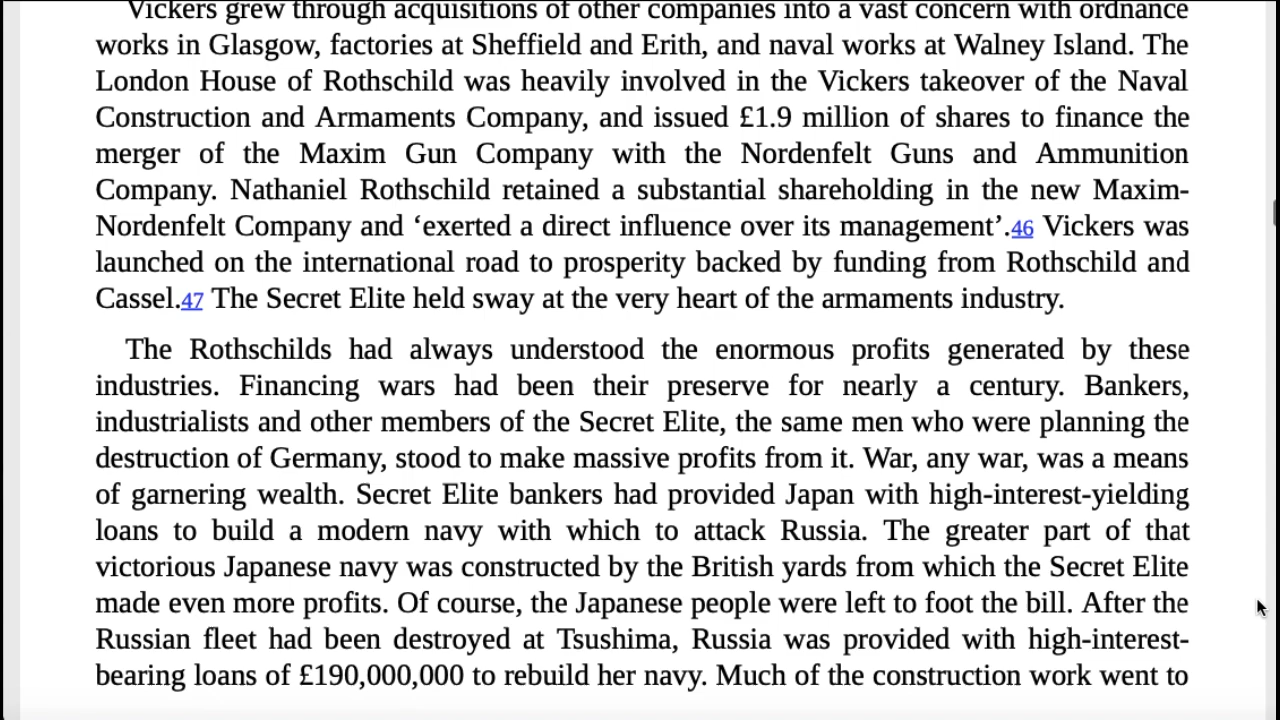 Vickers grew through acquisitions of other companies into a vast concern with ordnance
works in Glasgow, factories at Sheffield and Erith, and naval works at Walney Island. The
London House of Rothschild was heavily involved in the Vickers takeover of the Naval
Construction and Armaments Company, and issued £1.9 million of shares to finance the
merger of the Maxim Gun Company with the Nordenfelt Guns and Ammunition
Company. Nathaniel Rothschild retained a substantial shareholding in the new Maxim-
Nordenfelt Company and ‘exerted a direct influence over its management’.46 Vickers was
launched on the international road to prosperity backed by funding from Rothschild and
Cassel.47 The Secret Elite held sway at the very heart of the armaments industry.
The Rothschilds had always understood the enormous profits generated by these
industries. Financing wars had been their preserve for nearly a century. Bankers,
industrialists and other members of the Secret Elite, the same men who were planning the
destruction of Germany, stood to make massive profits from it. War, any war, was a means
of garnering wealth. Secret Elite bankers had provided Japan with high-interest-yielding
loans to build a modern navy with which to attack Russia. The greater part of that
victorious Japanese navy was constructed by the British yards from which the Secret Elite
made even more profits. Of course, the Japanese people were left to foot the bill. After the
Russian fleet had been destroyed at Tsushima, Russia was provided with high-interest-
bearing loans of £190,000,000 to rebuild her navy. Much of the construction work went to